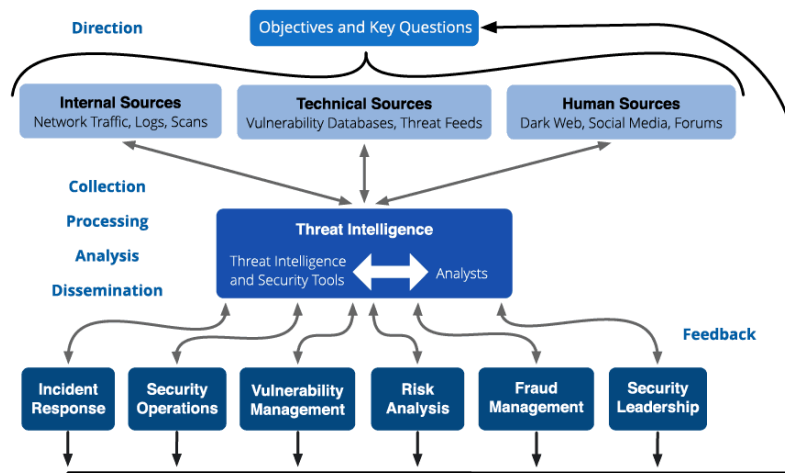 Direction
Objectives and Key Questions
Internal Sources
Network Traffic, Logs, Scans
Technical Sources
Vulnerability Databases, Threat Feeds
Human Sources
Dark Web, Social Media, Forums
Collection
Processing
Analysis
Dissemination
Threat Intelligence
Threat Intelligence
and Security Tools
Analysts
Feedback
Incident
Response
Security
Operations
Vulnerability
Management
Risk
Analysis
Fraud
Management
Security
Leadership